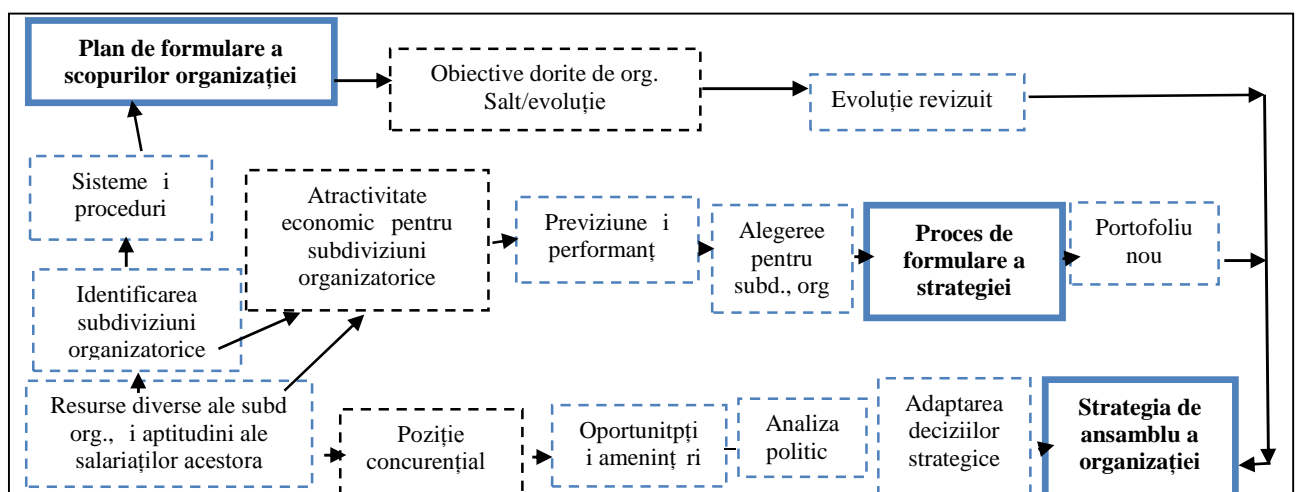 Plan de formulare a
scopurilor organizației
Obiective dorite de org.
Salt/evoluție
Evoluție revizuit
Sisteme i
proceduri
Atractivitate
economic pentru
subdiviziuni
organizatorice
Previziune i
performanț
Alegeree
pentru
subd., org
Proces de
formulare a
strategiei
Portofoliu
nou
Identificarea
subdiviziuni
organizatorice
Resurse diverse ale subd
org., i aptitudini ale
salariaților acestora
Poziție
concurențial
Oportunitpți
i ameninț ri
Analiza
politic
Adaptarea
deciziilor
strategice
Strategia de
ansamblu a
organizației